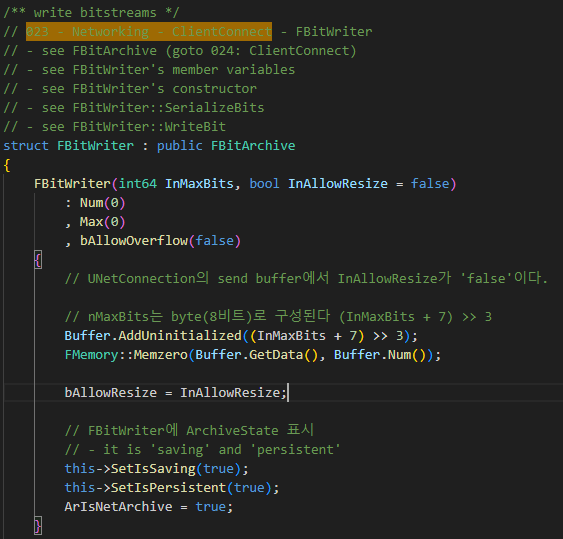 /** write bitstreams */
// 023 - Networking - ClientConnect - FBitWriter
// - see FBitArchive (goto 024: ClientConnect)
// - see FBitWriter's member variables
// - see FBitWriter's constructor
// - see FBitWriter::SerializeBits
// - see FBitWriter::WriteBit
struct FBitWriter : public FBitArchive
{
    FBitWriter(int64 InMaxBits, bool InAllowResize = false)
        : Num(0)
        , Max(0)
        , bAllowOverflow(false)
    {
        // UNetConnection의 send buffer에서 InAllowResize가 'false'이다.
        // nMaxBits는 byte(8비트)로 구성된다 (InMaxBits + 7) >> 3
        Buffer.AddUninitialized((InMaxBits + 7) >> 3);
        FMemory::Memzero(Buffer.GetData(), Buffer.Num());
        bAllowResize = InAllowResize;
        // FBitWriter에 ArchiveState 표시
        // - it is 'saving' and 'persistent'
        this->SetIsSaving(true);
        this->SetIsPersistent(true);
        ArIsNetArchive = true;
    }